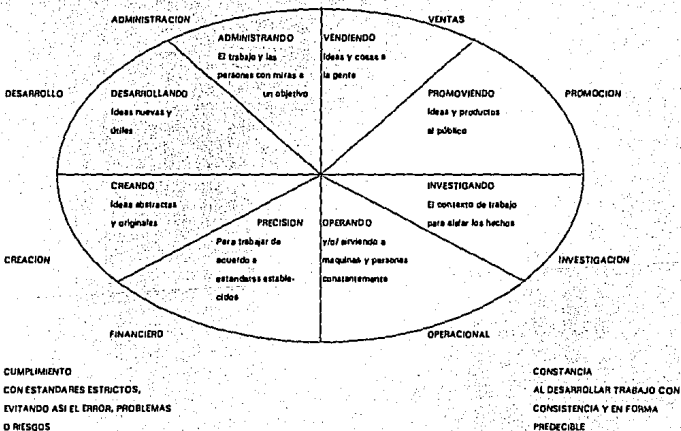 ADMINISTRACION
VENTAS
ADMINISTRANDO
El trabajo y las
personas con miras a
un objetivo
VENDIENDO
Ideas y cosas a
la gente
DESARROLLO
DESARROLLANDO
Ideas nuevas y
útiles
PROMOVIENDO
Ideas y productos
al público
PROMOCION
CREANDO
Ideas abstractas
y originales
INVESTIGANDO
El contexto de trabajo
para aislar los hechos
PRECISION
Para trabajar de
acuerdo a
estandares estable-
cidos
OPERANDO
y/o/ sirviendo a
maquinas y personas
constantemente
CREACION
INVESTIGACION
FINANCIERO
OPERACIONAL
CUMPLIMIENTO
CON ESTANDARES ESTRICTOS,
EVITANDO ASI EL ERROR, PROBLEMAS
O RIESGOS
CONSTANCIA
AL DESARROLLAR TRABAJO CON
CONSISTENCIA Y EN FORMA
PREDECIBLE